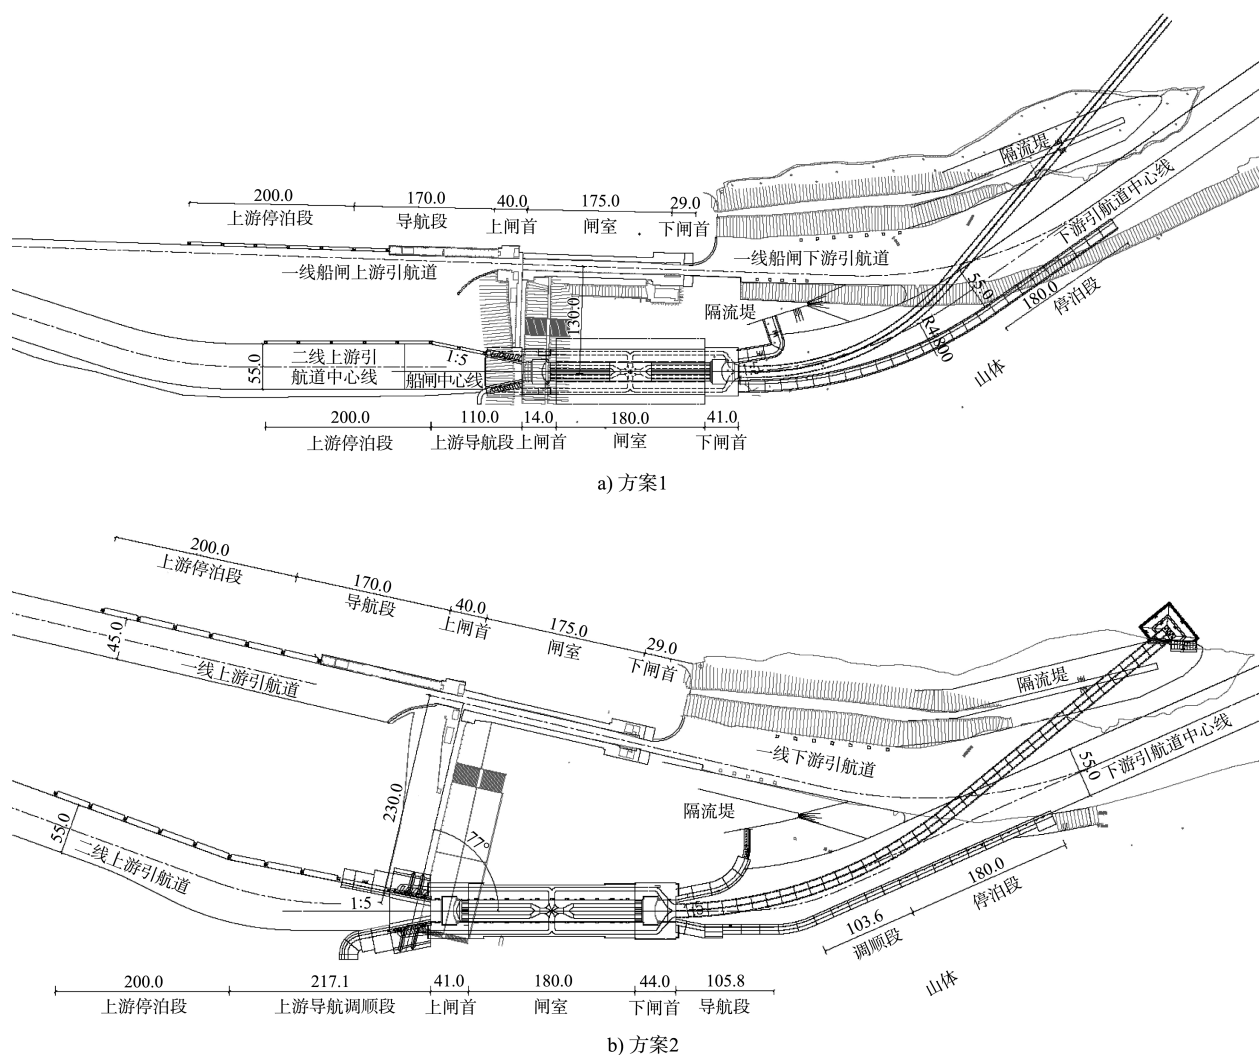 隔流堤
200.0
170.0
40.0
175.0
29.0
上游停泊段
导航段
上闸首
闸室
下闸首
下游引航道中心线
一线船闸上游引航道
一线船闸下游引航道
55.0
180.0
停泊段
130.0
隔流堤
山体
55.0
二线上游引
航道中心线
1:5
船闸中心线
200.0
110.0
14.0
180.0
41.0
上游停泊段
上游导航段
上闸首
闸室
下闸首
a) 方案1
200.0
上游停泊段
170.0
导航段
40.0
上闸首
175.0
闸室
29.0
下闸首
45.0
一线上游引航道
隔流堤
一线下游引航道
下游引航道中心线
55.0
230.0
77°
隔流堤
55.0
二线上游引航道
1:5
180.0
停泊段
103.6
调顺段
山体
200.0
217.1
41.0
180.0
44.0
105.8
上游停泊段
上游导航调顺段
上闸首
闸室
下闸首
导航段
b) 方案2